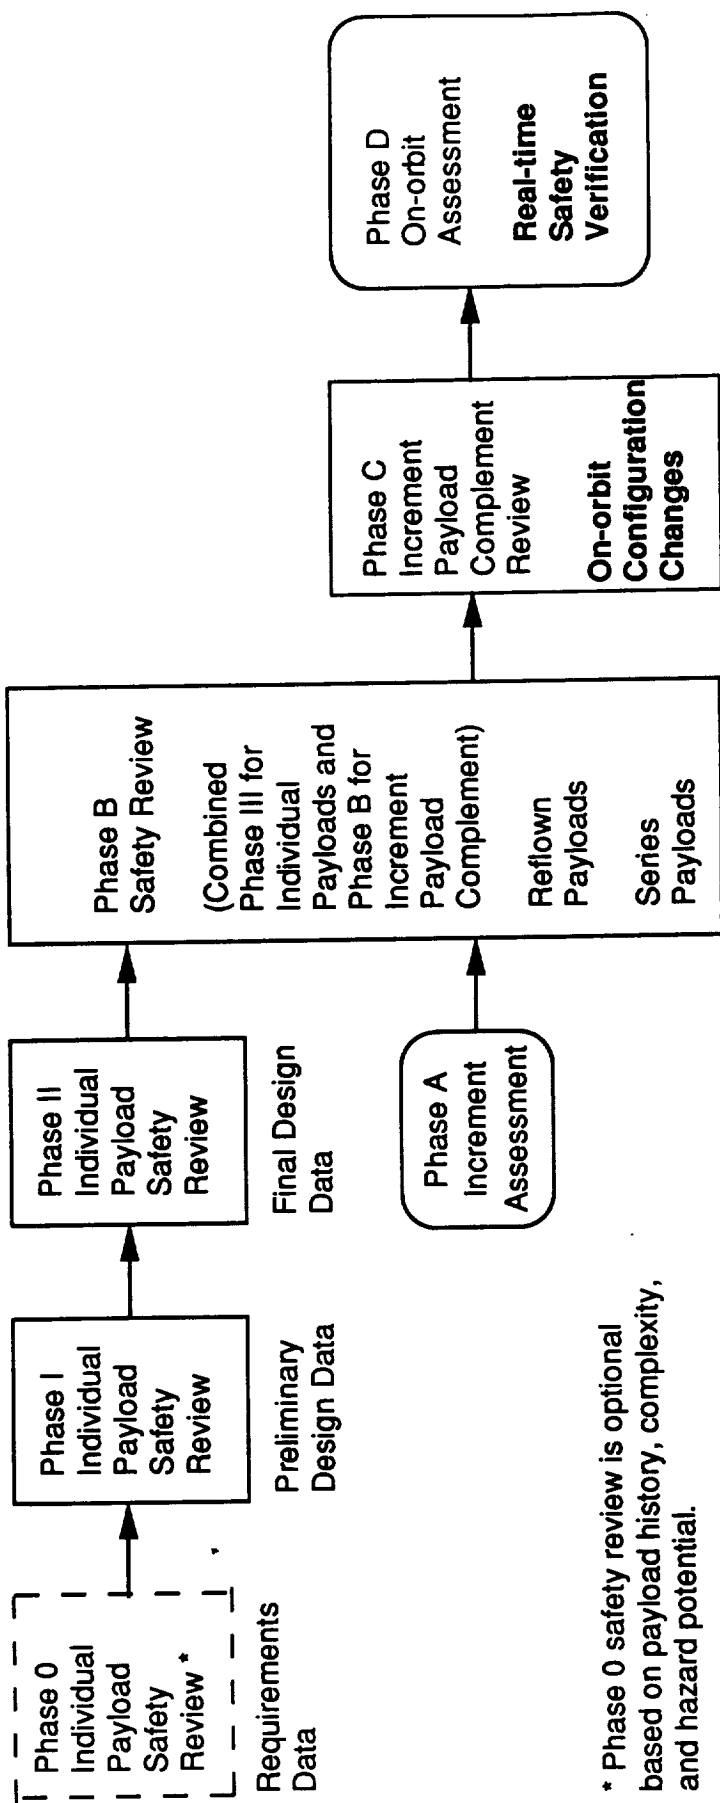 Phase 0
Individual
Payload
Safety
Review *
Requirements
Data
Phase I
Individual
Payload
Safety
Review
Preliminary
Design Data
Phase II
Individual
Payload
Safety
Review
Final Design
Data
Phase A
Increment
Assessment
Phase B
Safety Review
(Combined
Phase III for
Individual
Payloads and
Phase B for
Increment
Payload
Complement)
Reflown
Payloads
Series
Payloads
Phase C
Increment
Payload
Complement
Review
On-orbit
Configuration
Changes
Phase D
On-orbit
Assessment
Real-time
Safety
Verification
* Phase 0 safety review is optional
based on payload history, complexity,
and hazard potential.